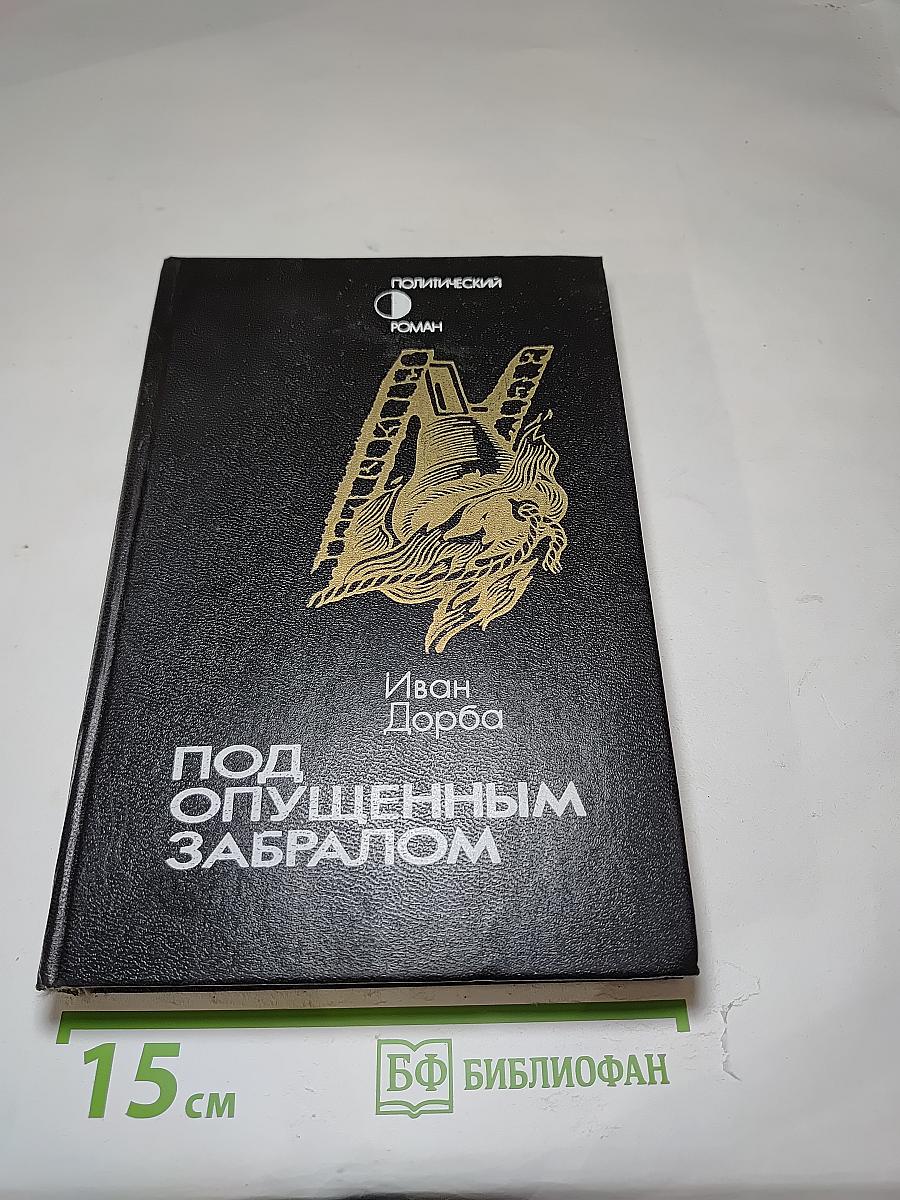 ПОЛИТИЧЕСКИЙ
РОМАН
Иван
Дорба
ПОД
ОПУЩЕННЫМ
ЗАБРАЛОМ
15 см
БФ БИБЛИОФАН